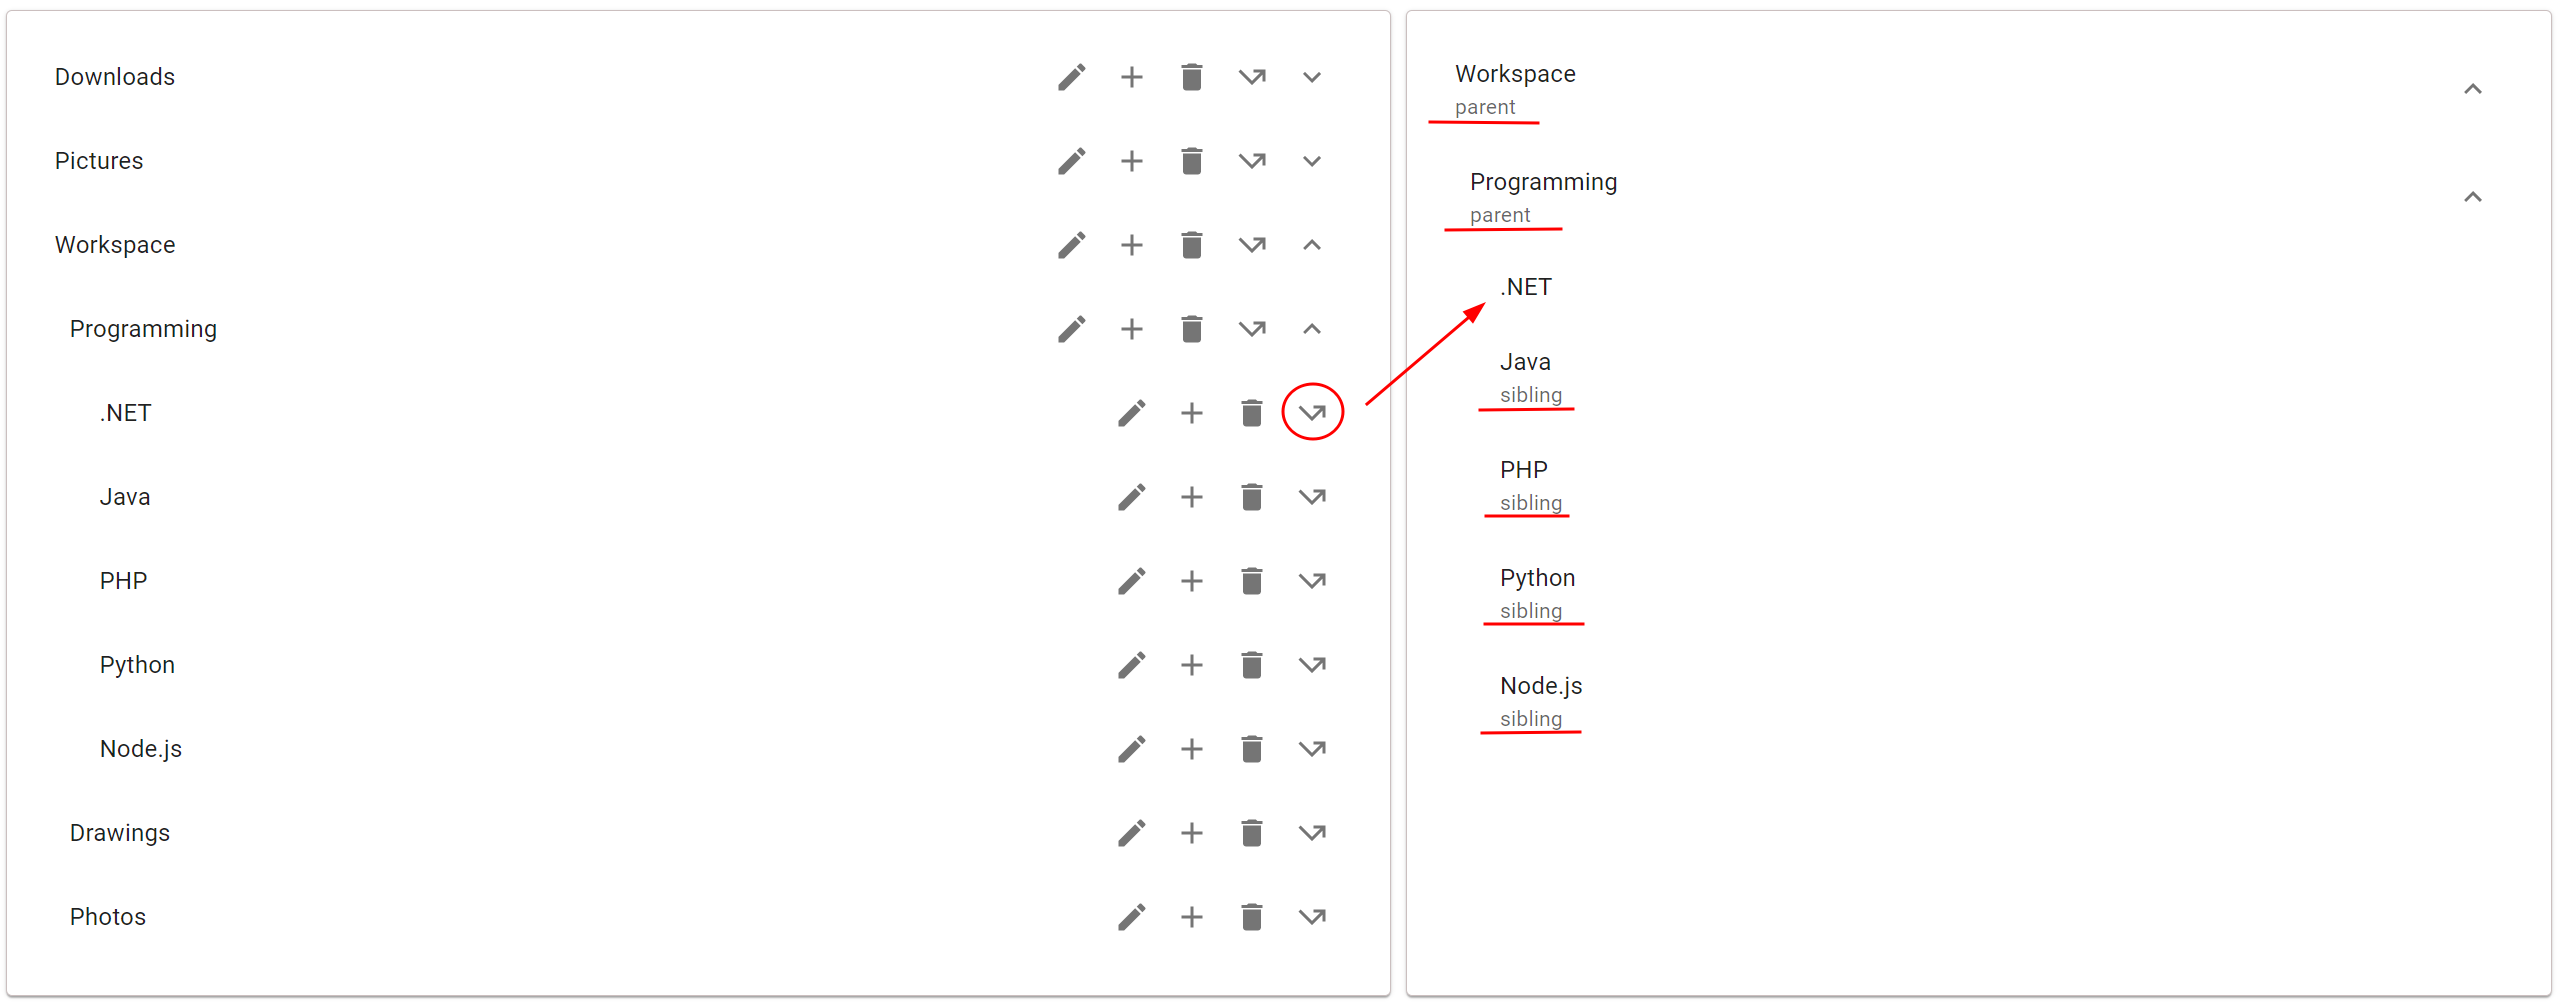 Downloads
Pictures
Workspace
Programming
.NET
Java
PHP
Python
Node.js
Drawings
Photos
Workspace
parent
Programming
parent
.NET
Java
sibling
PHP
sibling
Python
sibling
Node.js
sibling